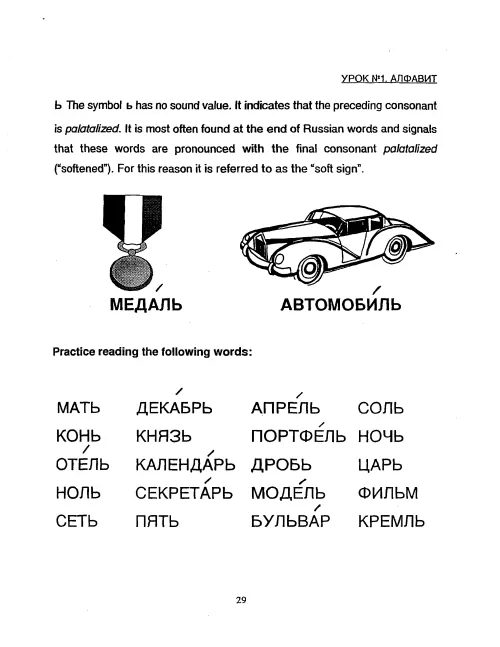 УРОК №1. АЛФАВИТ
Ь The symbol ь has no sound value. It indicates that the preceding consonant
is palatalized. It is most often found at the end of Russian words and signals
that these words are pronounced with the final consonant palatalized
("softened"). For this reason it is referred to as the "soft sign".
МЕДА́ЛЬ АВТОМОБИ́ЛЬ
Practice reading the following words:
МАТЬ ДЕКА́БРЬ АПРЕ́ЛЬ СОЛЬ
КОНЬ КНЯЗЬ ПОРТФЕ́ЛЬ НОЧЬ
ОТЕ́ЛЬ КАЛЕНДА́РЬ ДРОБЬ ЦАРЬ
НОЛЬ СЕКРЕТА́РЬ МОДЕ́ЛЬ ФИЛЬМ
СЕТЬ ПЯТЬ БУЛЬВА́Р КРЕМЛЬ
29